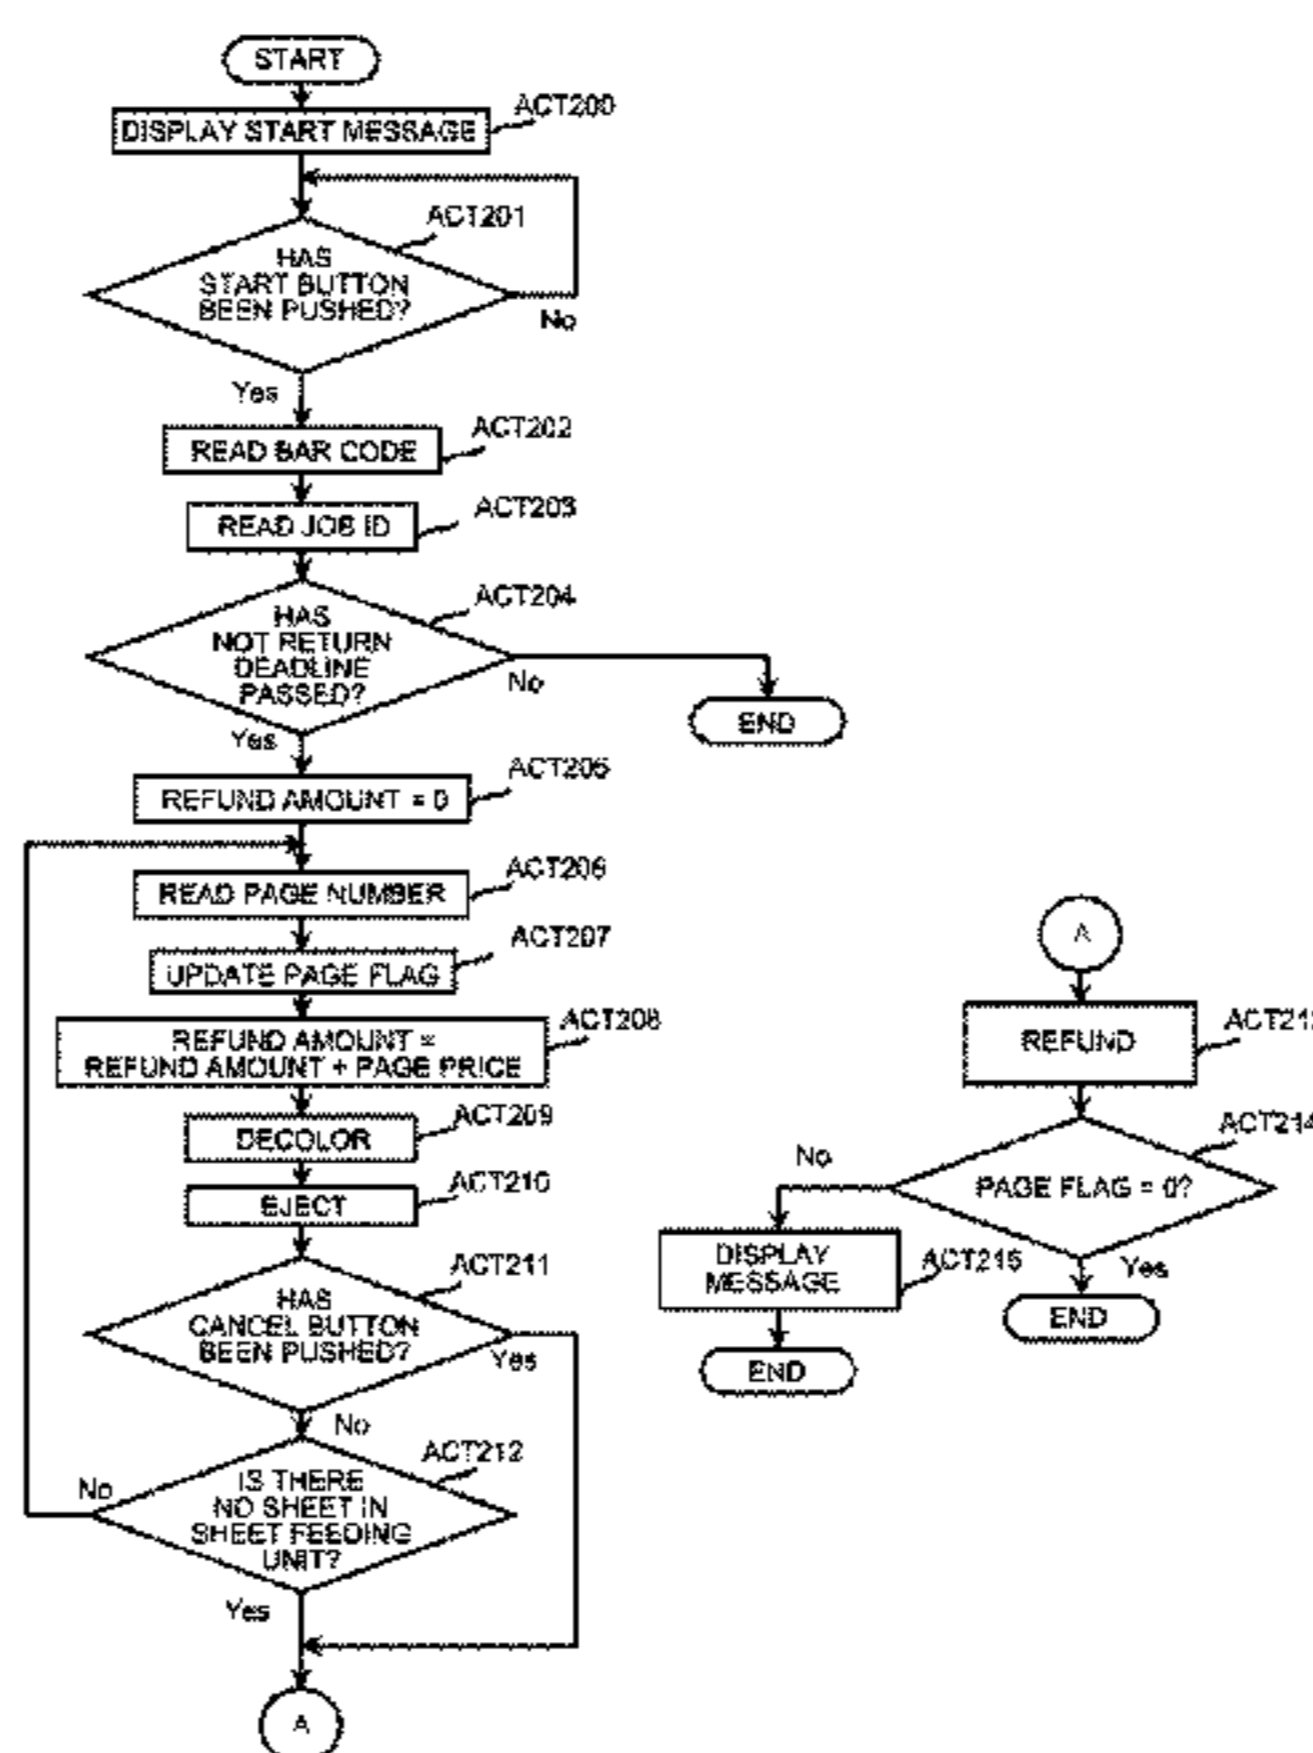 START
ACT200
DISPLAY START MESSAGE
ACT201
HAS
START BUTTON
BEEN PUSHED?
No
Yes
ACT202
READ BAR CODE
ACT203
READ JOB ID
ACT204
HAS
NOT RETURN
DEADLINE
PASSED?
No
END
Yes
ACT205
REFUND AMOUNT = 0
ACT206
READ PAGE NUMBER
ACT207
UPDATE PAGE FLAG
ACT208
REFUND AMOUNT =
REFUND AMOUNT + PAGE PRICE
ACT209
DECOLOR
ACT210
EJECT
ACT211
HAS
CANCEL BUTTON
BEEN PUSHED?
Yes
No
ACT212
IS THERE
NO SHEET IN
SHEET FEEDING
UNIT?
No
Yes
A
A
ACT213
REFUND
ACT214
PAGE FLAG = 0?
No
Yes
DISPLAY
MESSAGE
ACT215
END
END